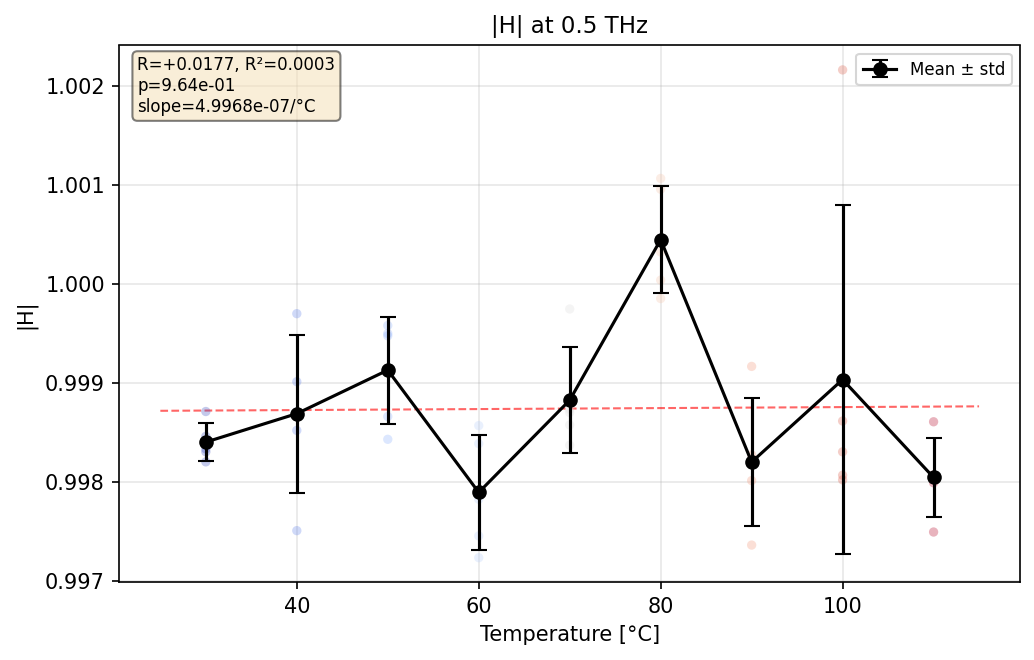 |H| at 0.5 THz
R=+0.0177, R²=0.0003
p=9.64e-01
slope=4.9968e-07/°C
Mean ± std
1.002
1.001
1.000
0.999
0.998
0.997
|H|
40
60
80
100
Temperature [°C]